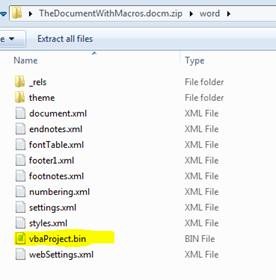 TheDocumentWithMacros.docm.zip ▸ word ▸
Extract all files
Name Type
_rels File folder
theme File folder
document.xml XML File
endnotes.xml XML File
fontTable.xml XML File
footer1.xml XML File
footnotes.xml XML File
numbering.xml XML File
settings.xml XML File
styles.xml XML File
vbaProject.bin BIN File
webSettings.xml XML File